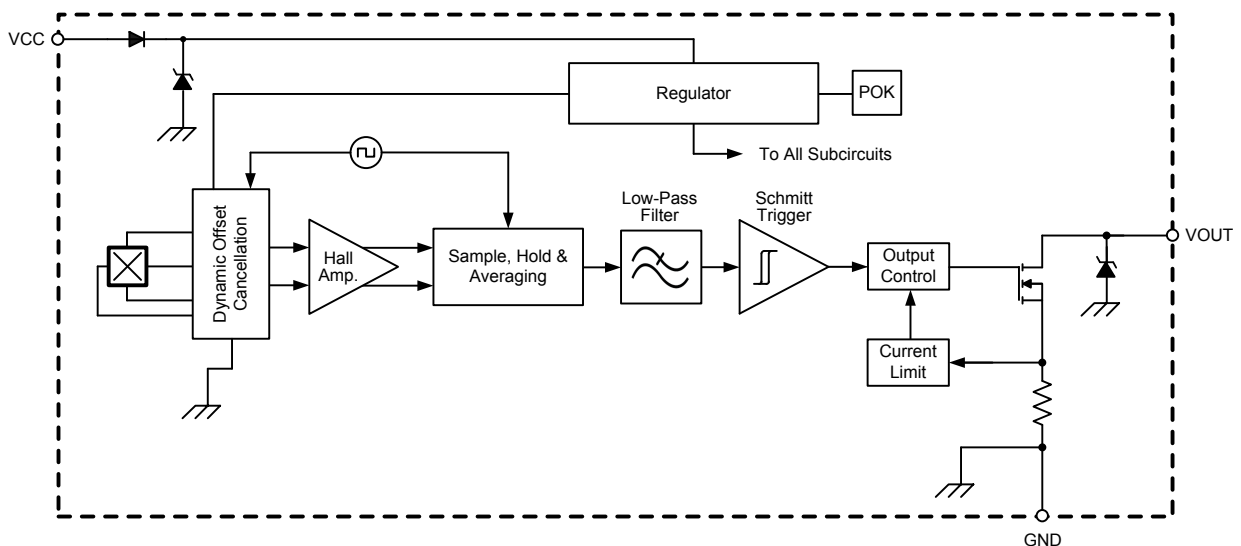 VCC
Regulator
POK
To All Subcircuits
Dynamic Offset
Cancellation
Hall
Amp.
Sample, Hold &
Averaging
Low-Pass
Filter
Schmitt
Trigger
Output
Control
Current
Limit
VOUT
GND